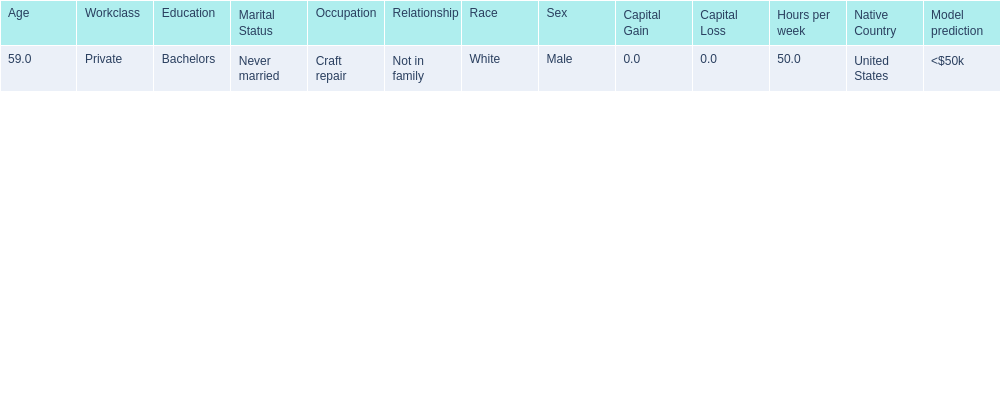 Age Workclass Education Marital Status Occupation Relationship Race Sex Capital Gain Capital Loss Hours per week Native Country Model prediction
59.0 Private Bachelors Never married Craft repair Not in family White Male 0.0 0.0 50.0 United States <$50k